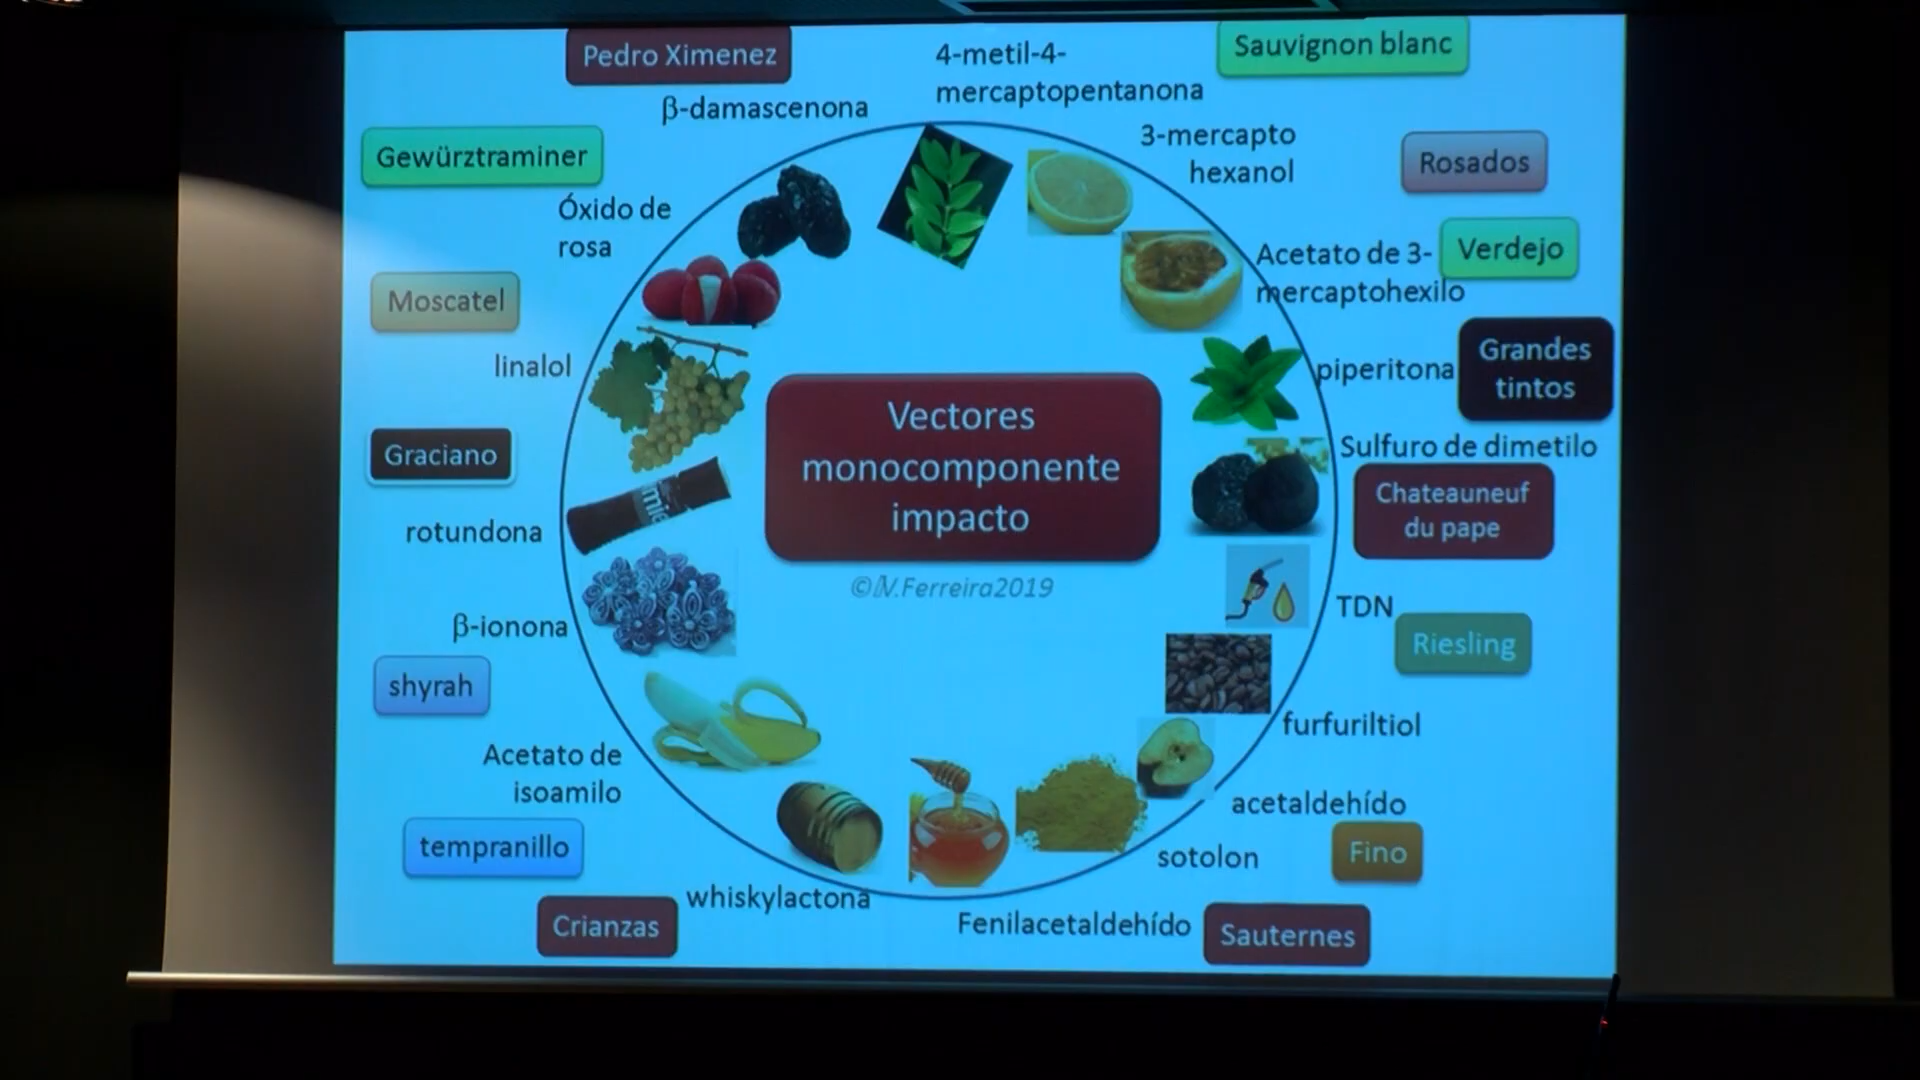 Pedro Ximenez
4-metil-4-
mercaptopentanona
Sauvignon blanc
β-damascenona
3-mercapto
hexanol
Gewürztraminer
Rosados
Óxido de
rosa
Acetato de 3-
mercaptohexilo
Verdejo
Moscatel
linalol
piperitona
Grandes
tintos
Vectores
monocomponente
impacto
Graciano
Sulfuro de dimetilo
Chateauneuf
du pape
rotundona
©V.Ferreira2019
TDN
β-ionona
Riesling
shyrah
furfuriltiol
Acetato de
isoamilo
acetaldehído
tempranillo
sotolon
Fino
whiskylactona
Crianzas
Fenilacetaldehído
Sauternes